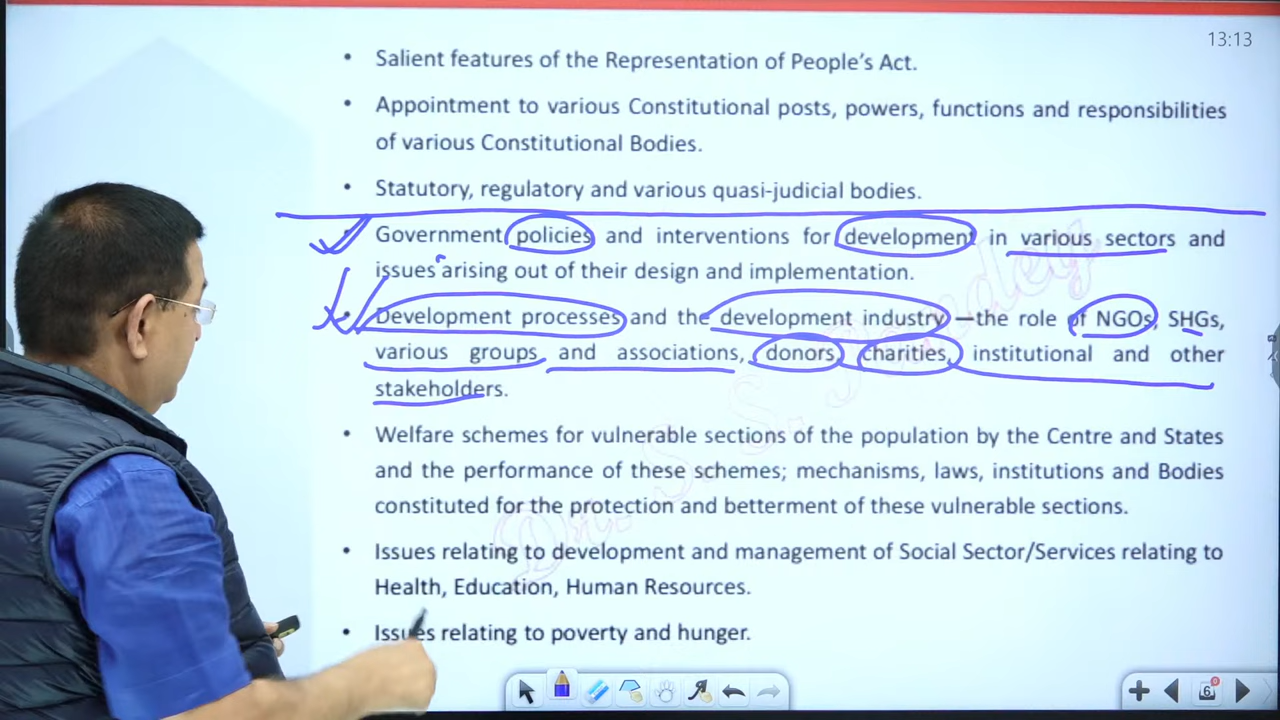 13:13
• Salient features of the Representation of People's Act.
• Appointment to various Constitutional posts, powers, functions and responsibilities
of various Constitutional Bodies.
• Statutory, regulatory and various quasi-judicial bodies.
Government policies and interventions for development in various sectors and
issues arising out of their design and implementation.
• Development processes and the development industry —the role of NGOs, SHGs,
various groups and associations, donors, charities, institutional and other
stakeholders.
• Welfare schemes for vulnerable sections of the population by the Centre and States
and the performance of these schemes; mechanisms, laws, institutions and Bodies
constituted for the protection and betterment of these vulnerable sections.
• Issues relating to development and management of Social Sector/Services relating to
Health, Education, Human Resources.
• Issues relating to poverty and hunger.
Dr. S. S. Pandey
6